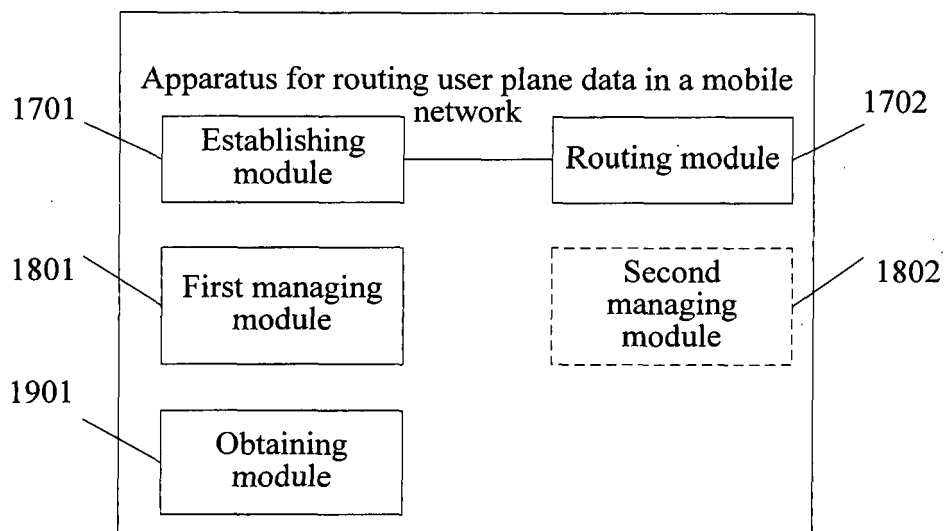 Apparatus for routing user plane data in a mobile
network
1701
1702
Establishing
module
Routing module
1801
1802
First managing
module
Second
managing
module
1901
Obtaining
module